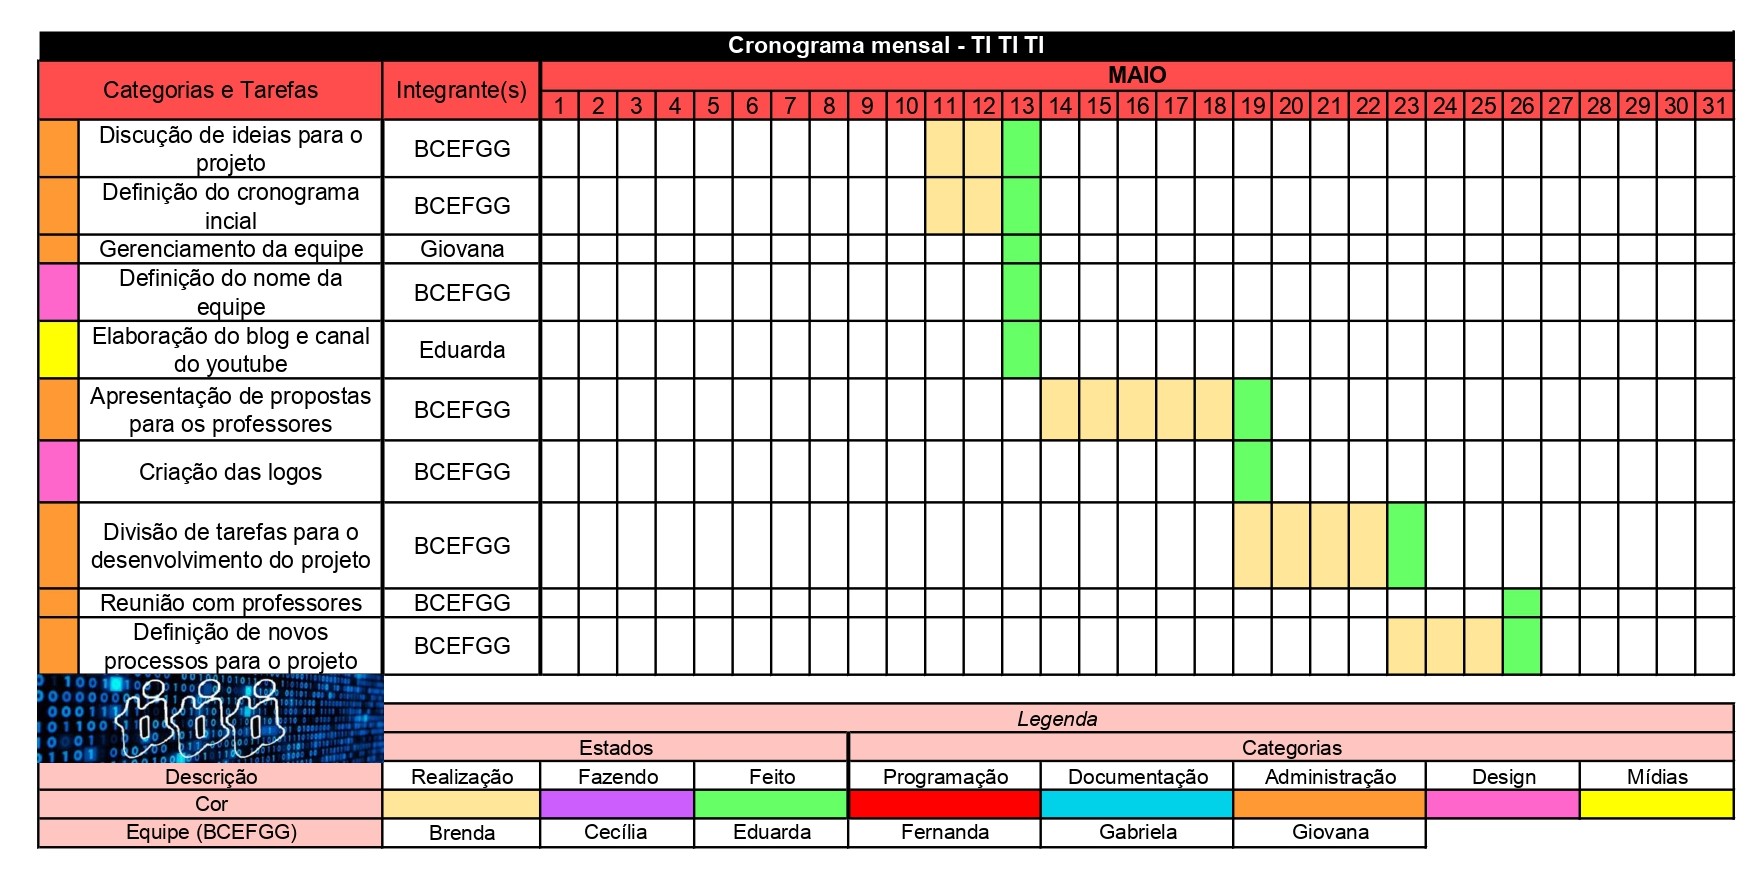 Cronograma mensal - TI TI TI
Categorias e Tarefas Integrante(s) MAIO
1 2 3 4 5 6 7 8 9 10 11 12 13 14 15 16 17 18 19 20 21 22 23 24 25 26 27 28 29 30 31
Discução de ideias para o
projeto
BCEFGG
Definição do cronograma
incial
BCEFGG
Gerenciamento da equipe Giovana
Definição do nome da
equipe
BCEFGG
Elaboração do blog e canal
do youtube
Eduarda
Apresentação de propostas
para os professores
BCEFGG
Criação das logos BCEFGG
Divisão de tarefas para o
desenvolvimento do projeto
BCEFGG
Reunião com professores BCEFGG
Definição de novos
processos para o projeto
BCEFGG
Legenda
Estados Categorias
Descrição Realização Fazendo Feito Programação Documentação Administração Design Mídias
Cor
Equipe (BCEFGG) Brenda Cecília Eduarda Fernanda Gabriela Giovana